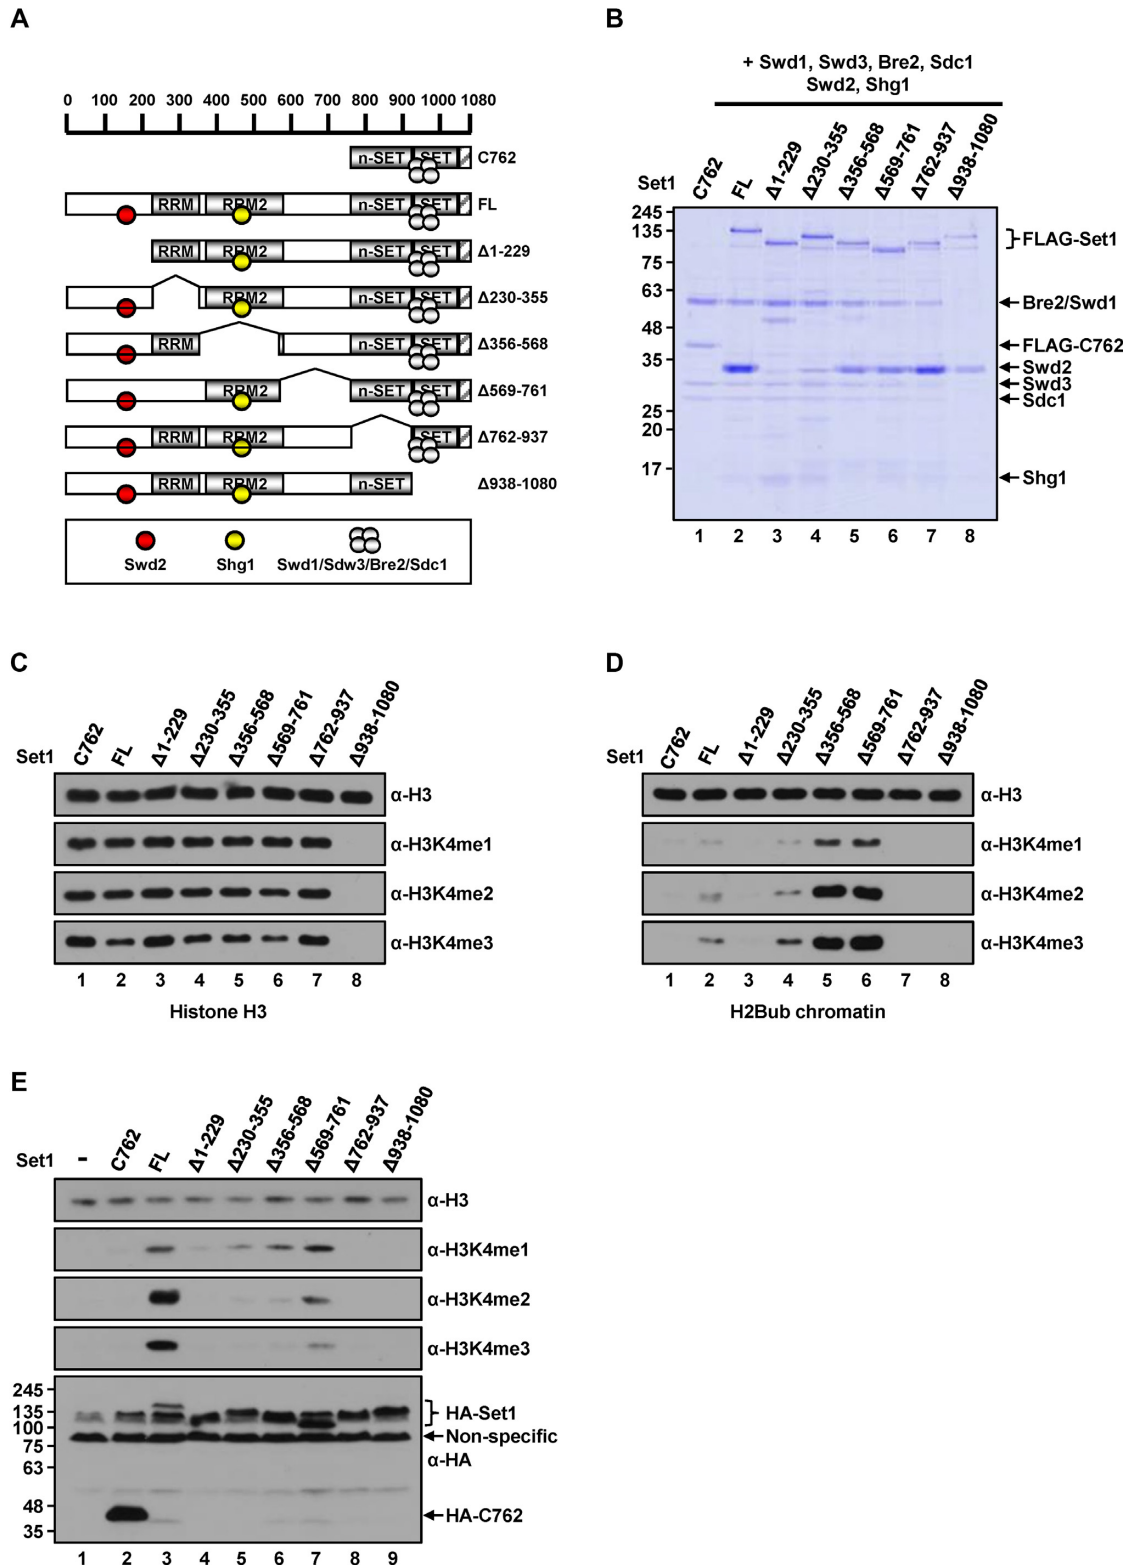 A
0 100 200 300 400 500 600 700 800 900 1000 1080
n-SET SET C762
RRM RRM2 n-SET SET FL
RRM RRM2 n-SET SET Δ1-229
RRM2 n-SET SET Δ230-355
RRM n-SET SET Δ356-568
RRM2 n-SET SET Δ569-761
RRM RRM2 SET Δ762-937
RRM RRM2 n-SET Δ938-1080
Swd2 Shg1 Swd1/Sdw3/Bre2/Sdc1
B
+ Swd1, Swd3, Bre2, Sdc1
Swd2, Shg1
Set1 C762 FL Δ1-229 Δ230-355 Δ356-568 Δ569-761 Δ762-937 Δ938-1080
245
135
75
63
48
35
25
20
17
FLAG-Set1
Bre2/Swd1
FLAG-C762
Swd2
Swd3
Sdc1
Shg1
1 2 3 4 5 6 7 8
C
Set1 C762 FL Δ1-229 Δ230-355 Δ356-568 Δ569-761 Δ762-937 Δ938-1080
α-H3
α-H3K4me1
α-H3K4me2
α-H3K4me3
1 2 3 4 5 6 7 8
Histone H3
D
Set1 C762 FL Δ1-229 Δ230-355 Δ356-568 Δ569-761 Δ762-937 Δ938-1080
α-H3
α-H3K4me1
α-H3K4me2
α-H3K4me3
1 2 3 4 5 6 7 8
H2Bub chromatin
E
Set1 - C762 FL Δ1-229 Δ230-355 Δ356-568 Δ569-761 Δ762-937 Δ938-1080
α-H3
α-H3K4me1
α-H3K4me2
α-H3K4me3
245
135
100
75
63
48
35
HA-Set1
Non-specific
α-HA
HA-C762
1 2 3 4 5 6 7 8 9